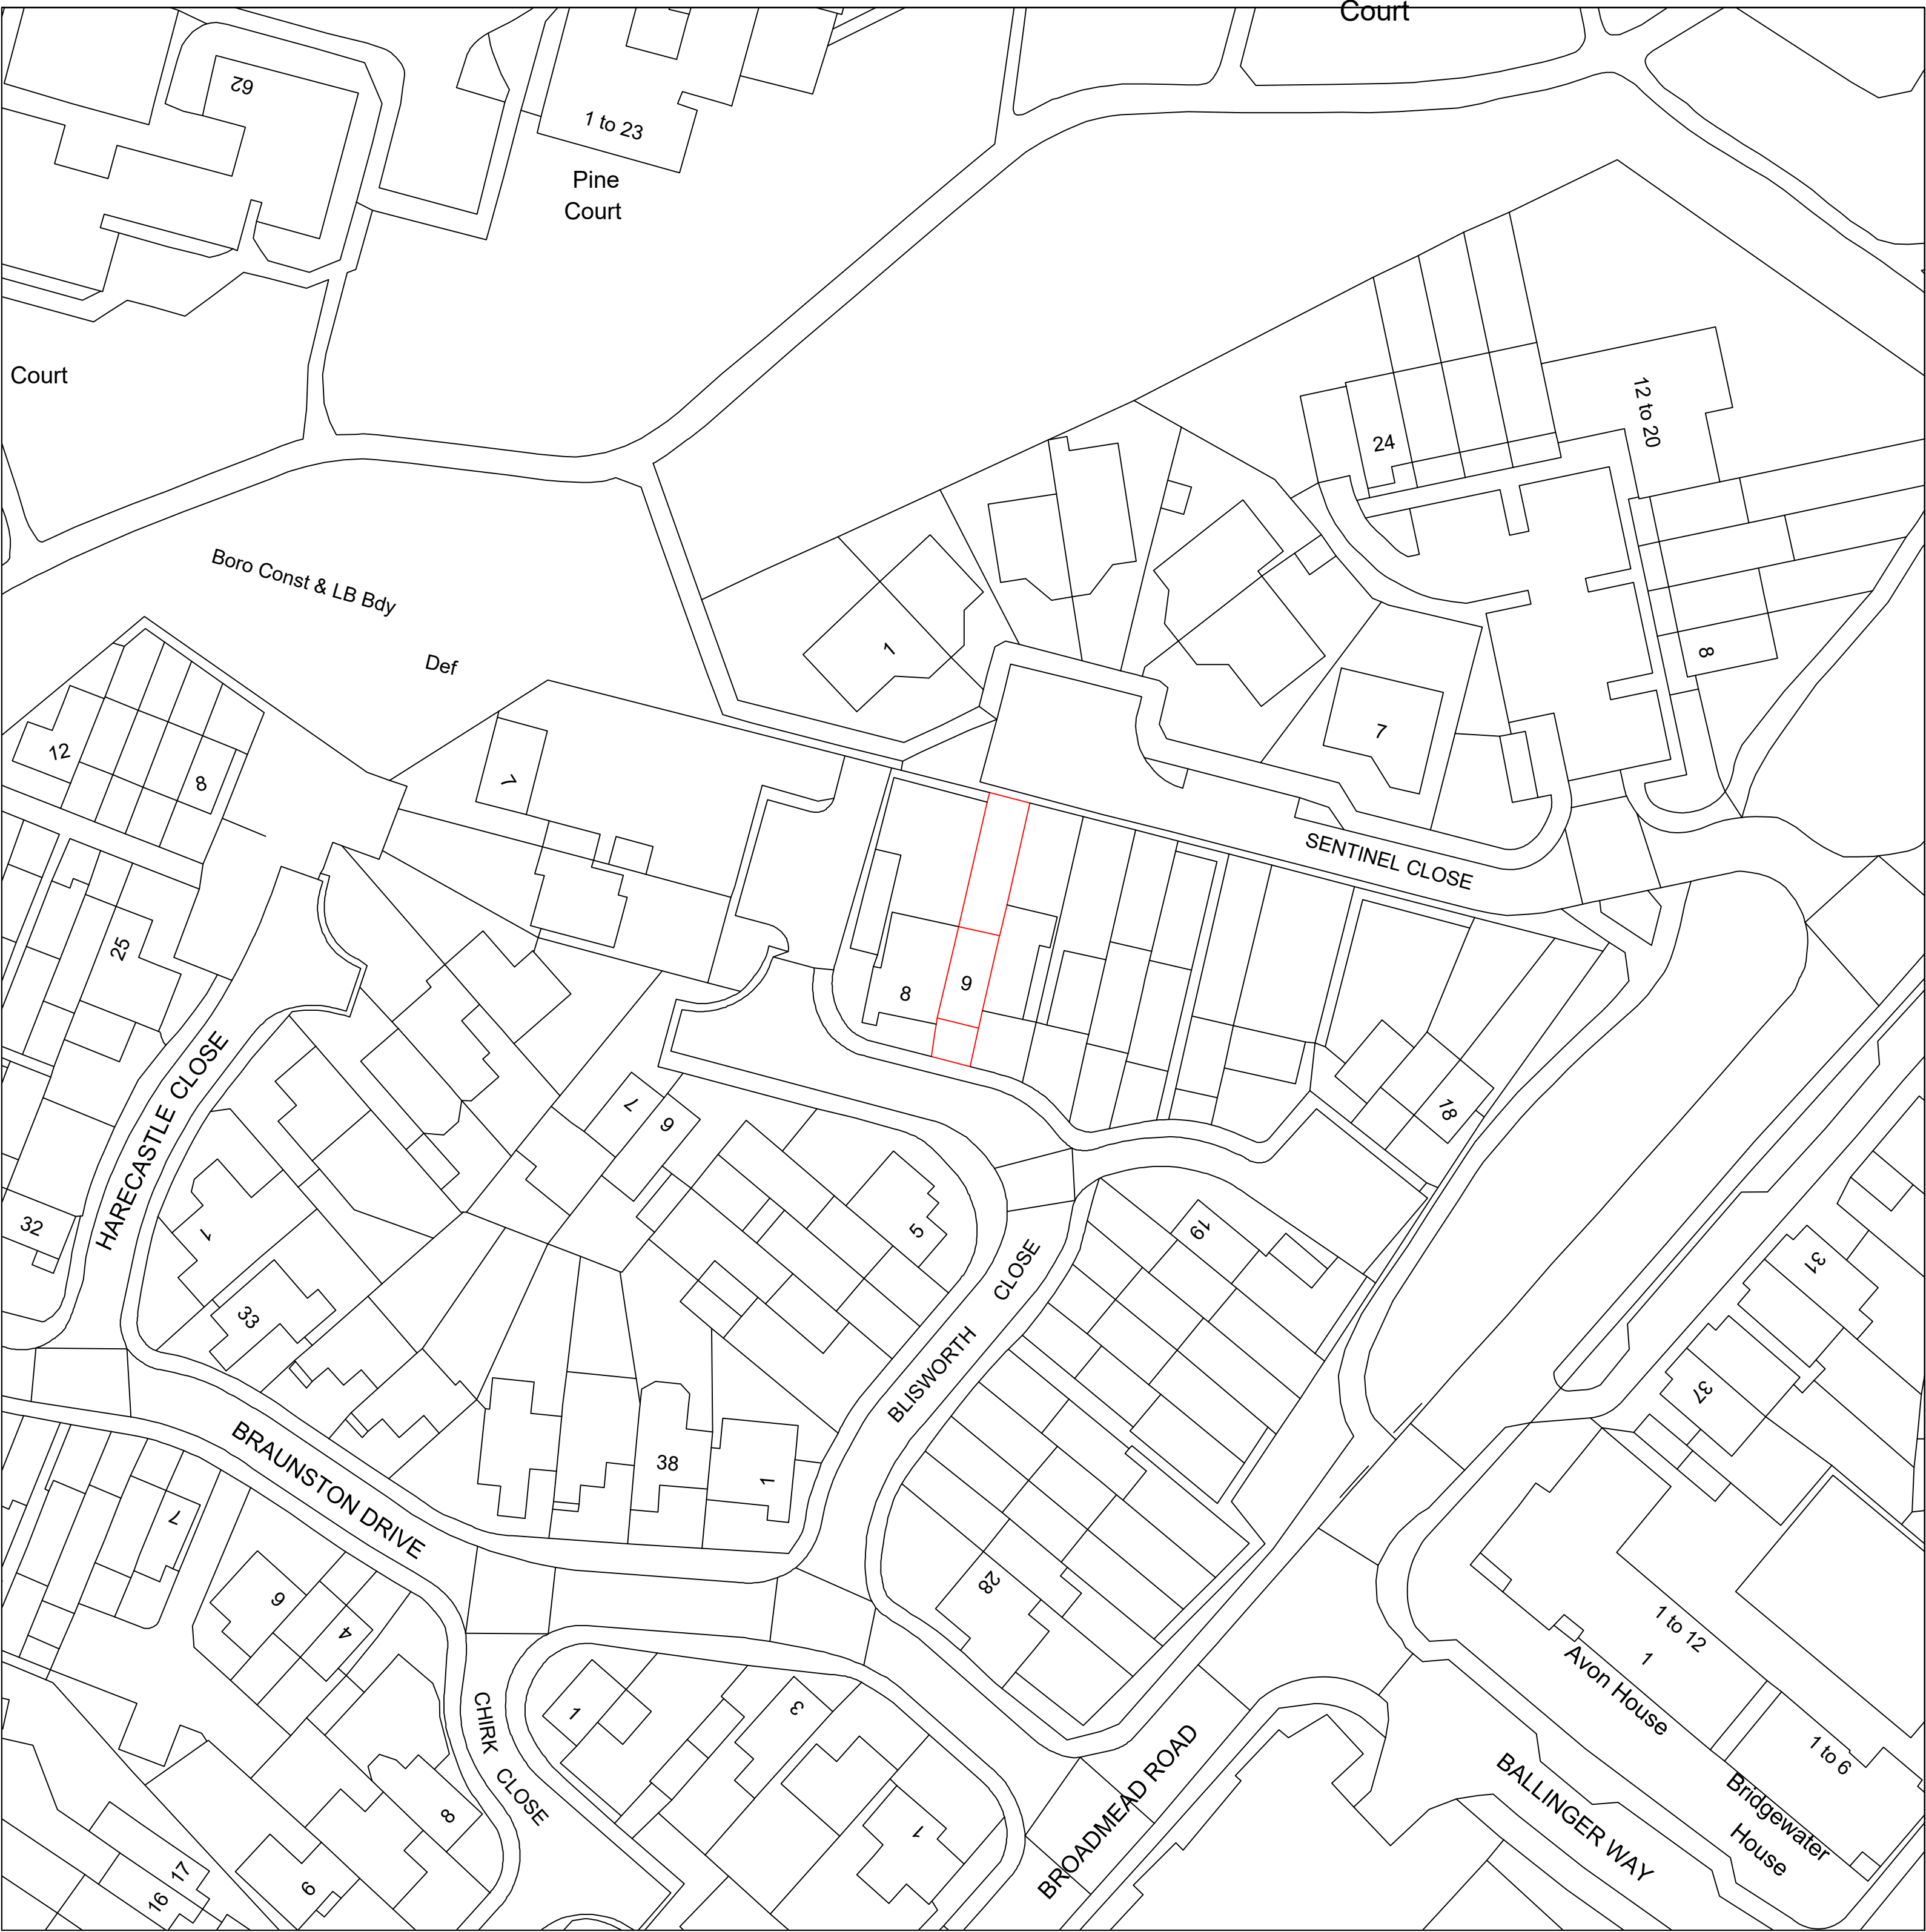 Court
62
1 to 23
Pine
Court
Court
24
12 to 20
Boro Const & LB Bdy
Def
1
8
7
12
8
7
SENTINEL CLOSE
25
8
9
18
HARECASTLE CLOSE
7
9
32
1
5
19
CLOSE
31
33
BLISWORTH
37
BRAUNSTON DRIVE
38
1
7
28
6
4
1 to 12
1
Avon House
1
3
CHIRK
CLOSE
1 to 6
Bridgewater
House
BROADMEAD ROAD
BALLINGER WAY
8
1
17
16
9